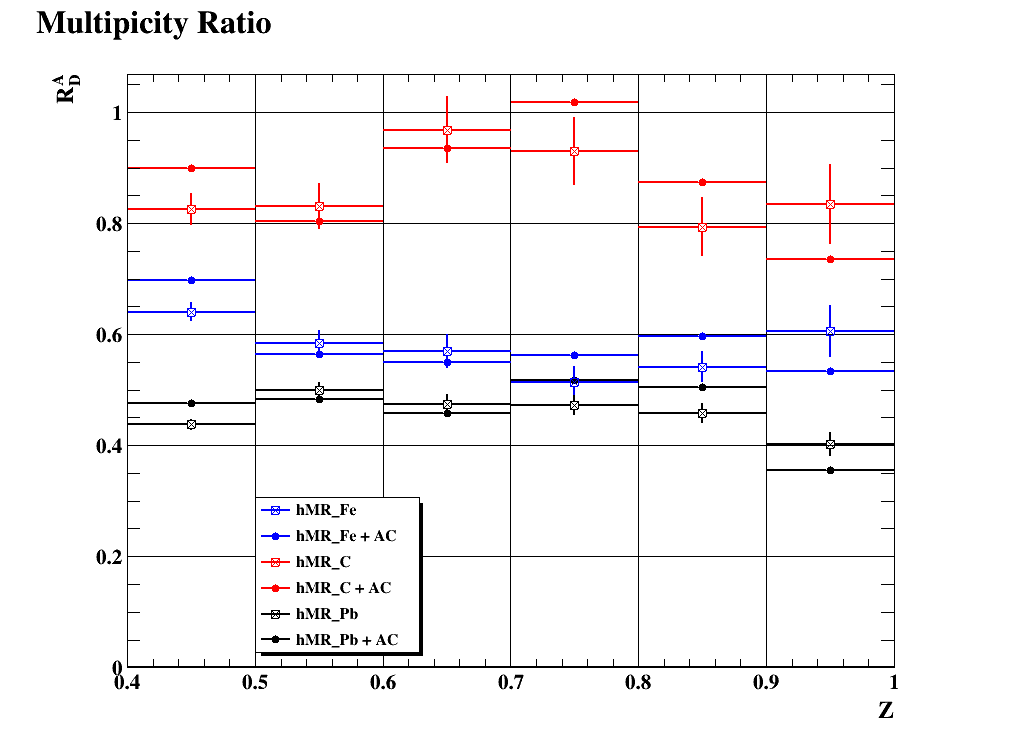 Multipicity Ratio
R_D^A
1
0.8
0.6
0.4
0.2
0
hMR_Fe
hMR_Fe + AC
hMR_C
hMR_C + AC
hMR_Pb
hMR_Pb + AC
0.4 0.5 0.6 0.7 0.8 0.9 1
Z